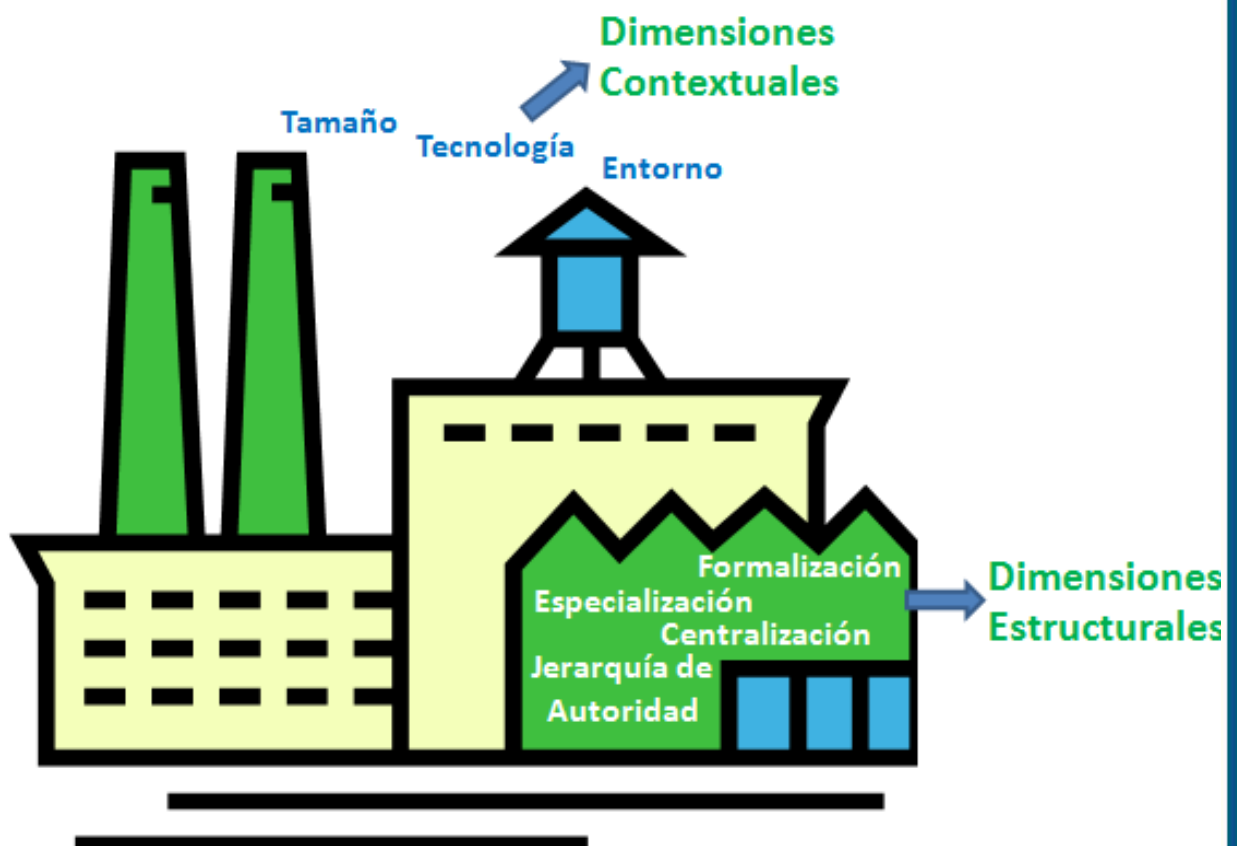 Dimensiones
Contextuales
Tamaño
Tecnología
Entorno
Formalización
Especialización
Centralización
Jerarquía de
Autoridad
Dimensiones
Estructurales